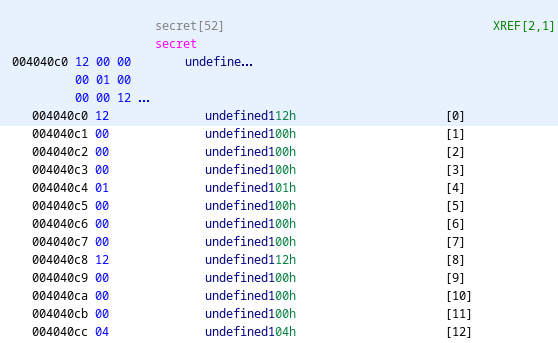 secret[52] XREF[2,1]
secret
004040c0 12 00 00 undefine...
00 01 00
00 00 12 ...
004040c0 12 undefined112h [0]
004040c1 00 undefined100h [1]
004040c2 00 undefined100h [2]
004040c3 00 undefined100h [3]
004040c4 01 undefined101h [4]
004040c5 00 undefined100h [5]
004040c6 00 undefined100h [6]
004040c7 00 undefined100h [7]
004040c8 12 undefined112h [8]
004040c9 00 undefined100h [9]
004040ca 00 undefined100h [10]
004040cb 00 undefined100h [11]
004040cc 04 undefined104h [12]